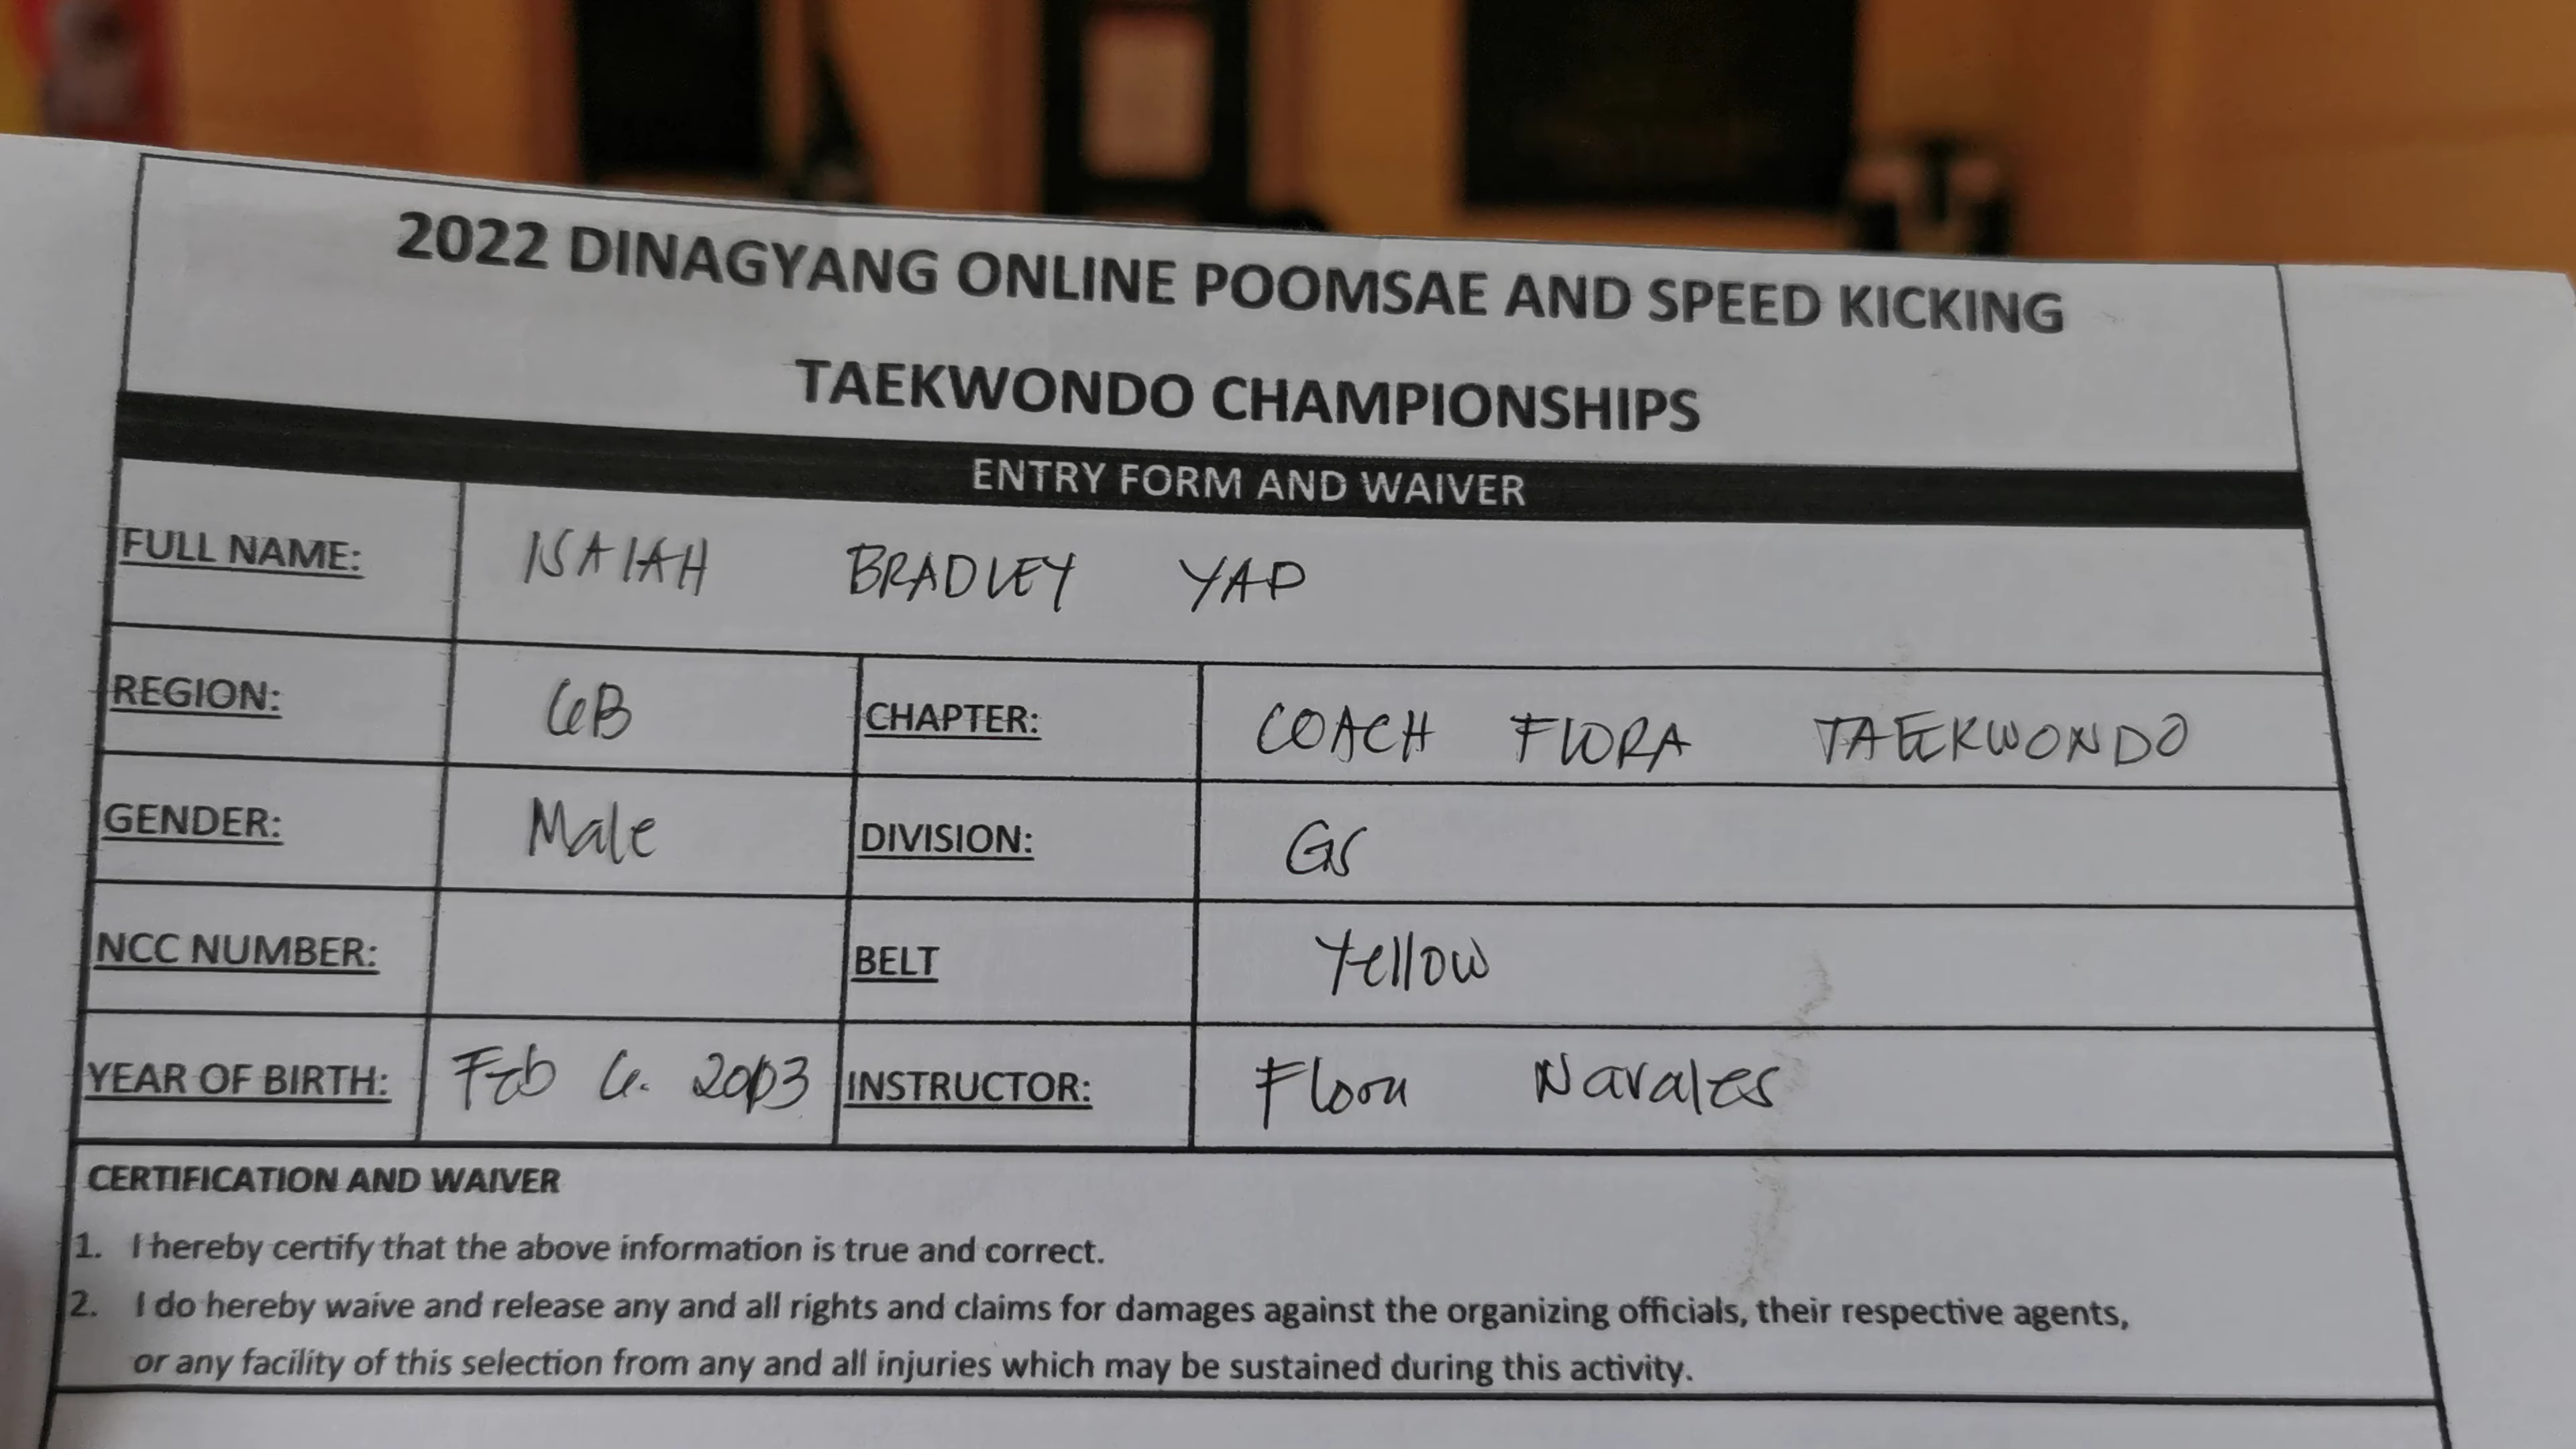 2022 DINAGYANG ONLINE POOMSAE AND SPEED KICKING
TAEKWONDO CHAMPIONSHIPS
ENTRY FORM AND WAIVER
FULL NAME: ISAIAH BRADLEY YAP
REGION: 6B CHAPTER: COACH FLORA TAEKWONDO
GENDER: Male DIVISION: GS
NCC NUMBER: BELT Yellow
YEAR OF BIRTH: Feb 6. INSTRUCTOR: Flora Navales
CERTIFICATION AND WAIVER
1. I hereby certify that the above information is true and correct.
2. I do hereby waive and release any and all rights and claims for damages against the organizing officials, their respective agents,
or any facility of this selection from any and all injuries which may be sustained during this activity.